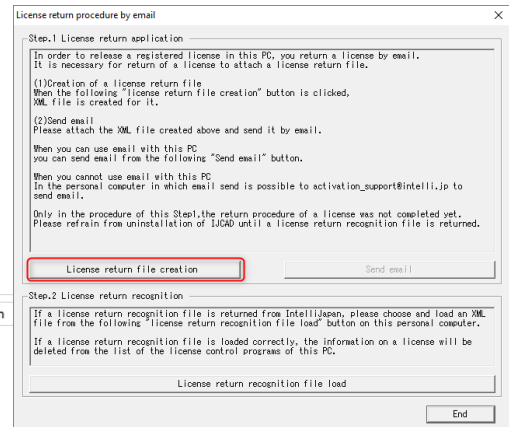 License return procedure by email
Step.1 License return application
In order to release a registered license in this PC, you return a license by email.
It is necessary for return of a license to attach a license return file.
(1)Creation of a license return file
When the following "license return file creation" button is clicked,
XML file is created for it.
(2)Send email
Please attach the XML file created above and send it by email.
When you can use email with this PC
you can send email from the following "Send email" button.
When you cannot use email with this PC
In the personal computer in which email send is possible to activation_support@intelli.jp to
send email.
Only in the procedure of this Step1,the return procedure of a license was not completed yet.
Please refrain from uninstallation of IJCAD until a license return recognition file is returned.
License return file creation
Send email
Step.2 License return recognition
If a license return recognition file is returned from IntelliJapan, please choose and load an XML
file from the following "license return recognition file load" button on this personal computer.
If a license return recognition file is loaded correctly, the information on a license will be
deleted from the list of the license control programs of this PC.
License return recognition file load
End